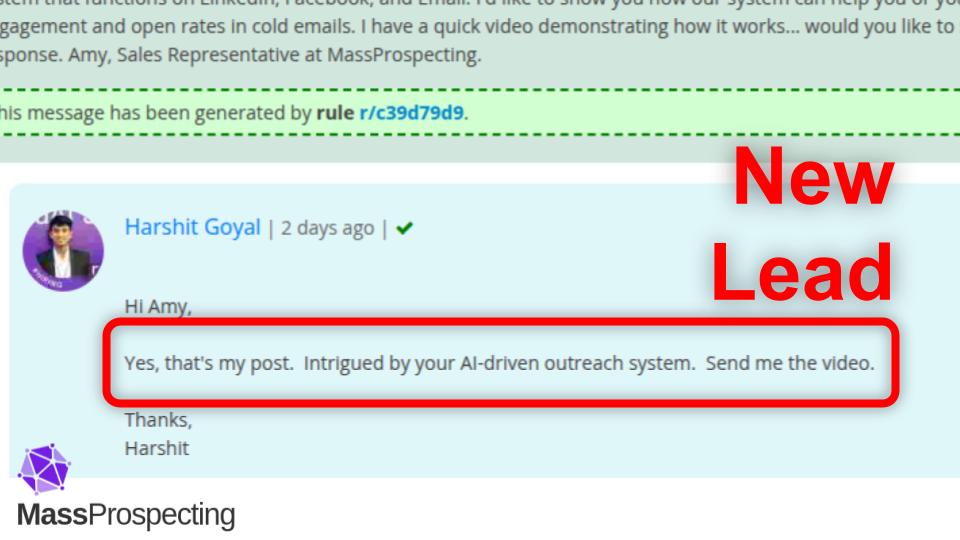 stem that functions on LinkedIn, Facebook, and Email. I'd like to show you how our system can help you or
gagement and open rates in cold emails. I have a quick video demonstrating how it works... would you like to
sponse. Amy, Sales Representative at MassProspecting.
his message has been generated by rule r/c39d79d9.
New
Lead
Harshit Goyal | 2 days ago | ✔
Hi Amy,
Yes, that's my post. Intrigued by your AI-driven outreach system. Send me the video.
Thanks,
Harshit
MassProspecting